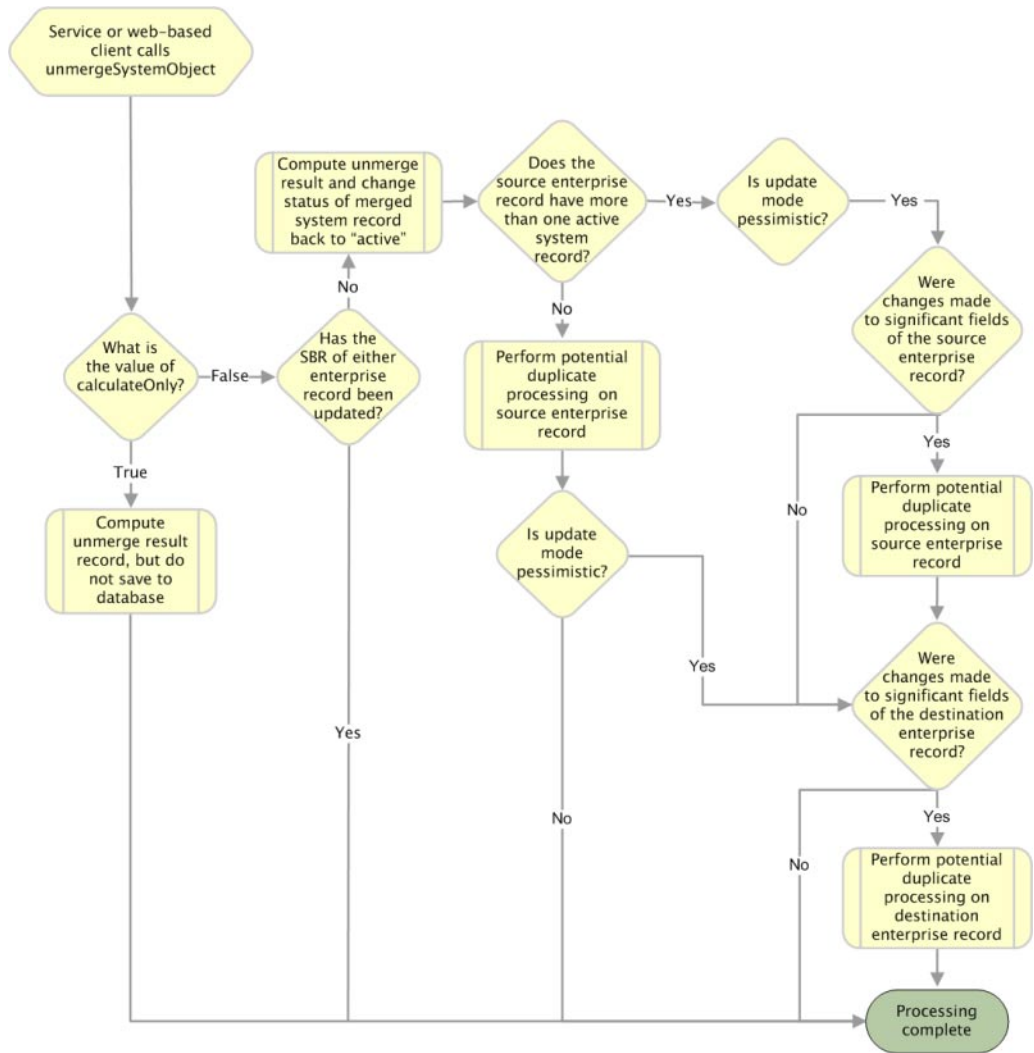 Service or web-based
client calls
unmergeSystemObject
Compute unmerge
result and change
status of merged
system record
back to "active"
Does the
source enterprise
record have more
than one active
system
record?
Yes
Is update
mode
pessimistic?
Yes
No
No
Were
changes made
to significant fields
of the source
enterprise
record?
What is
the value of
calculateOnly?
False
Has the
SBR of either
enterprise
record been
updated?
Perform potential
duplicate
processing on
source enterprise
record
Yes
True
No
Compute
unmerge result
record, but do
not save to
database
Is update
mode
pessimistic?
Perform potential
duplicate
processing on
source enterprise
record
Yes
Were
changes made
to significant fields
of the destination
enterprise
record?
Yes
No
Yes
No
Perform potential
duplicate
processing on
destination
enterprise record
Processing
complete